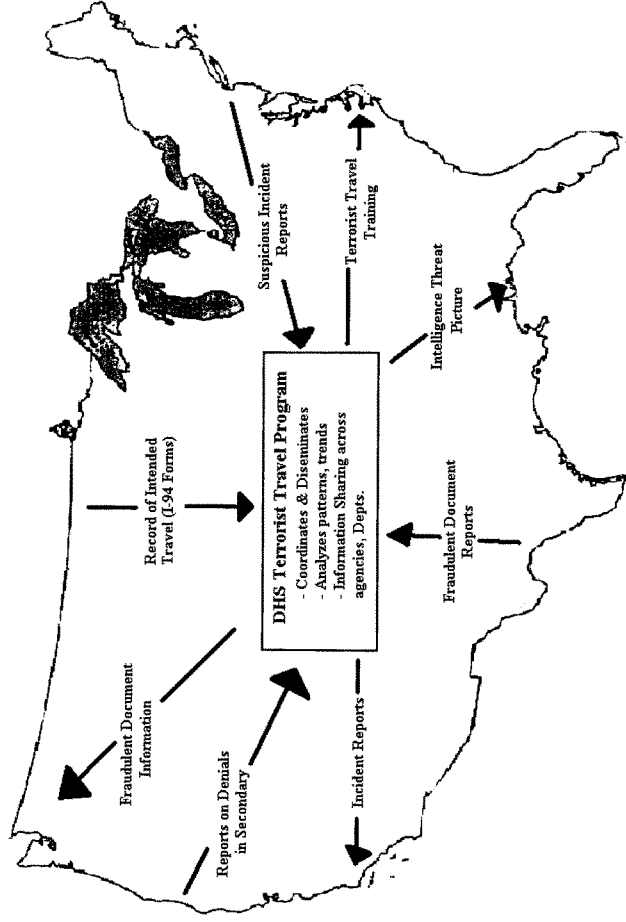 Fraudulent Document
Information
Record of Intended
Travel (I-94 Forms)
Suspicious Incident
Reports
Reports on Denials
in Secondary
DHS Terrorist Travel Program
- Coordinates & Diseminates
- Analyzes patterns, trends
- Information Sharing across
agencies, Depts.
Terrorist Travel
Training
Incident Reports
Fraudulent Document
Reports
Intelligence Threat
Picture